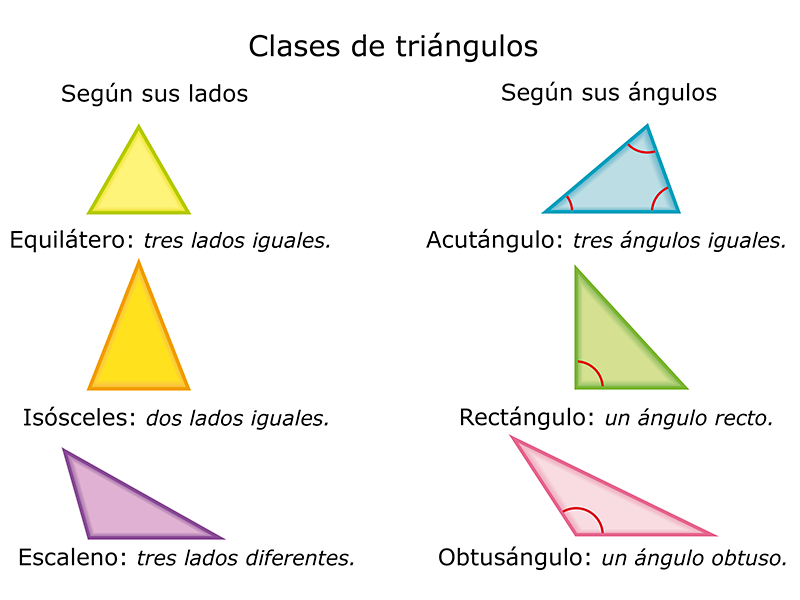 Clases de triángulos
Según sus lados
Según sus ángulos
Equilátero: tres lados iguales.
Acutángulo: tres ángulos iguales.
Isósceles: dos lados iguales.
Rectángulo: un ángulo recto.
Escaleno: tres lados diferentes.
Obtusángulo: un ángulo obtuso.